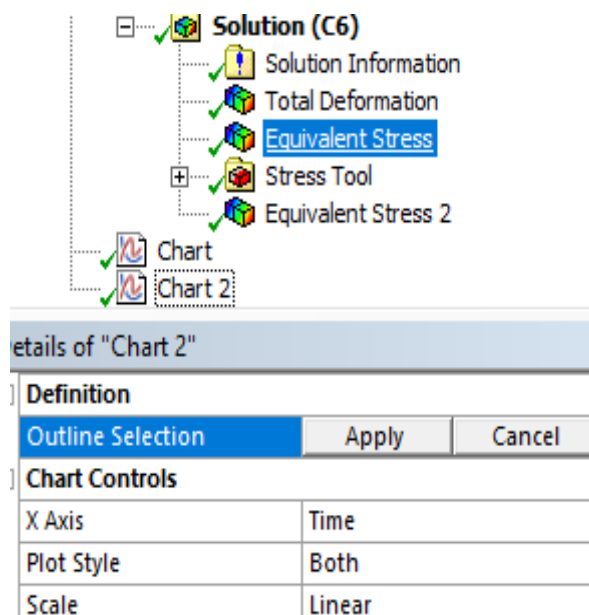 Solution (C6)
Solution Information
Total Deformation
Equivalent Stress
Stress Tool
Equivalent Stress 2
Chart
Chart 2
etails of "Chart 2"
Definition
Outline Selection Apply Cancel
Chart Controls
X Axis Time
Plot Style Both
Scale Linear